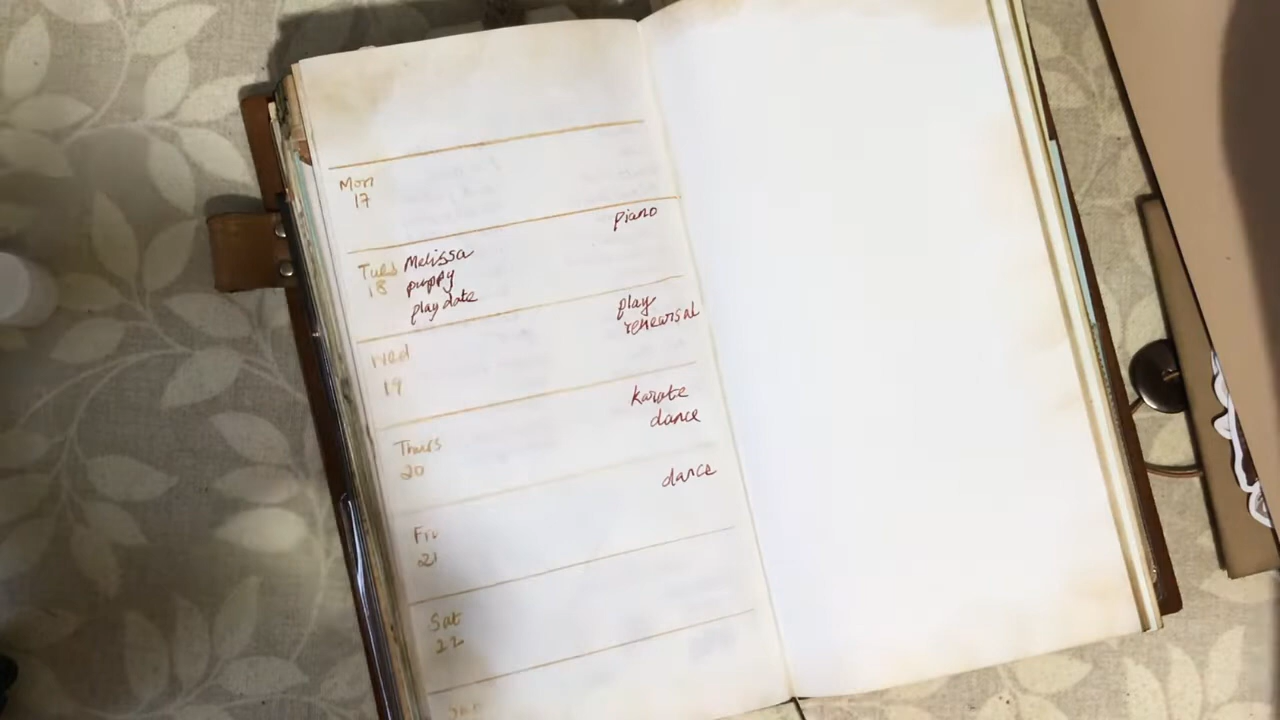 Mon
17
piano
Tues Melissa
18 puppy
play date
play
rehearsal
Wed
19
karate
dance
Thurs
20
dance
Fri
21
Sat
22